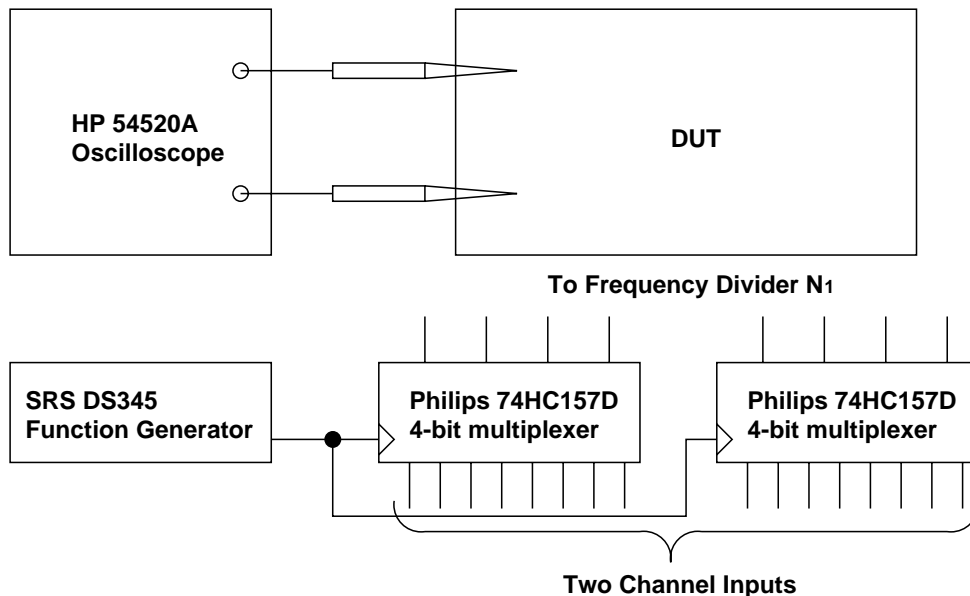 HP 54520A
Oscilloscope
DUT
To Frequency Divider N1
SRS DS345
Function Generator
Philips 74HC157D
4-bit multiplexer
Philips 74HC157D
4-bit multiplexer
Two Channel Inputs